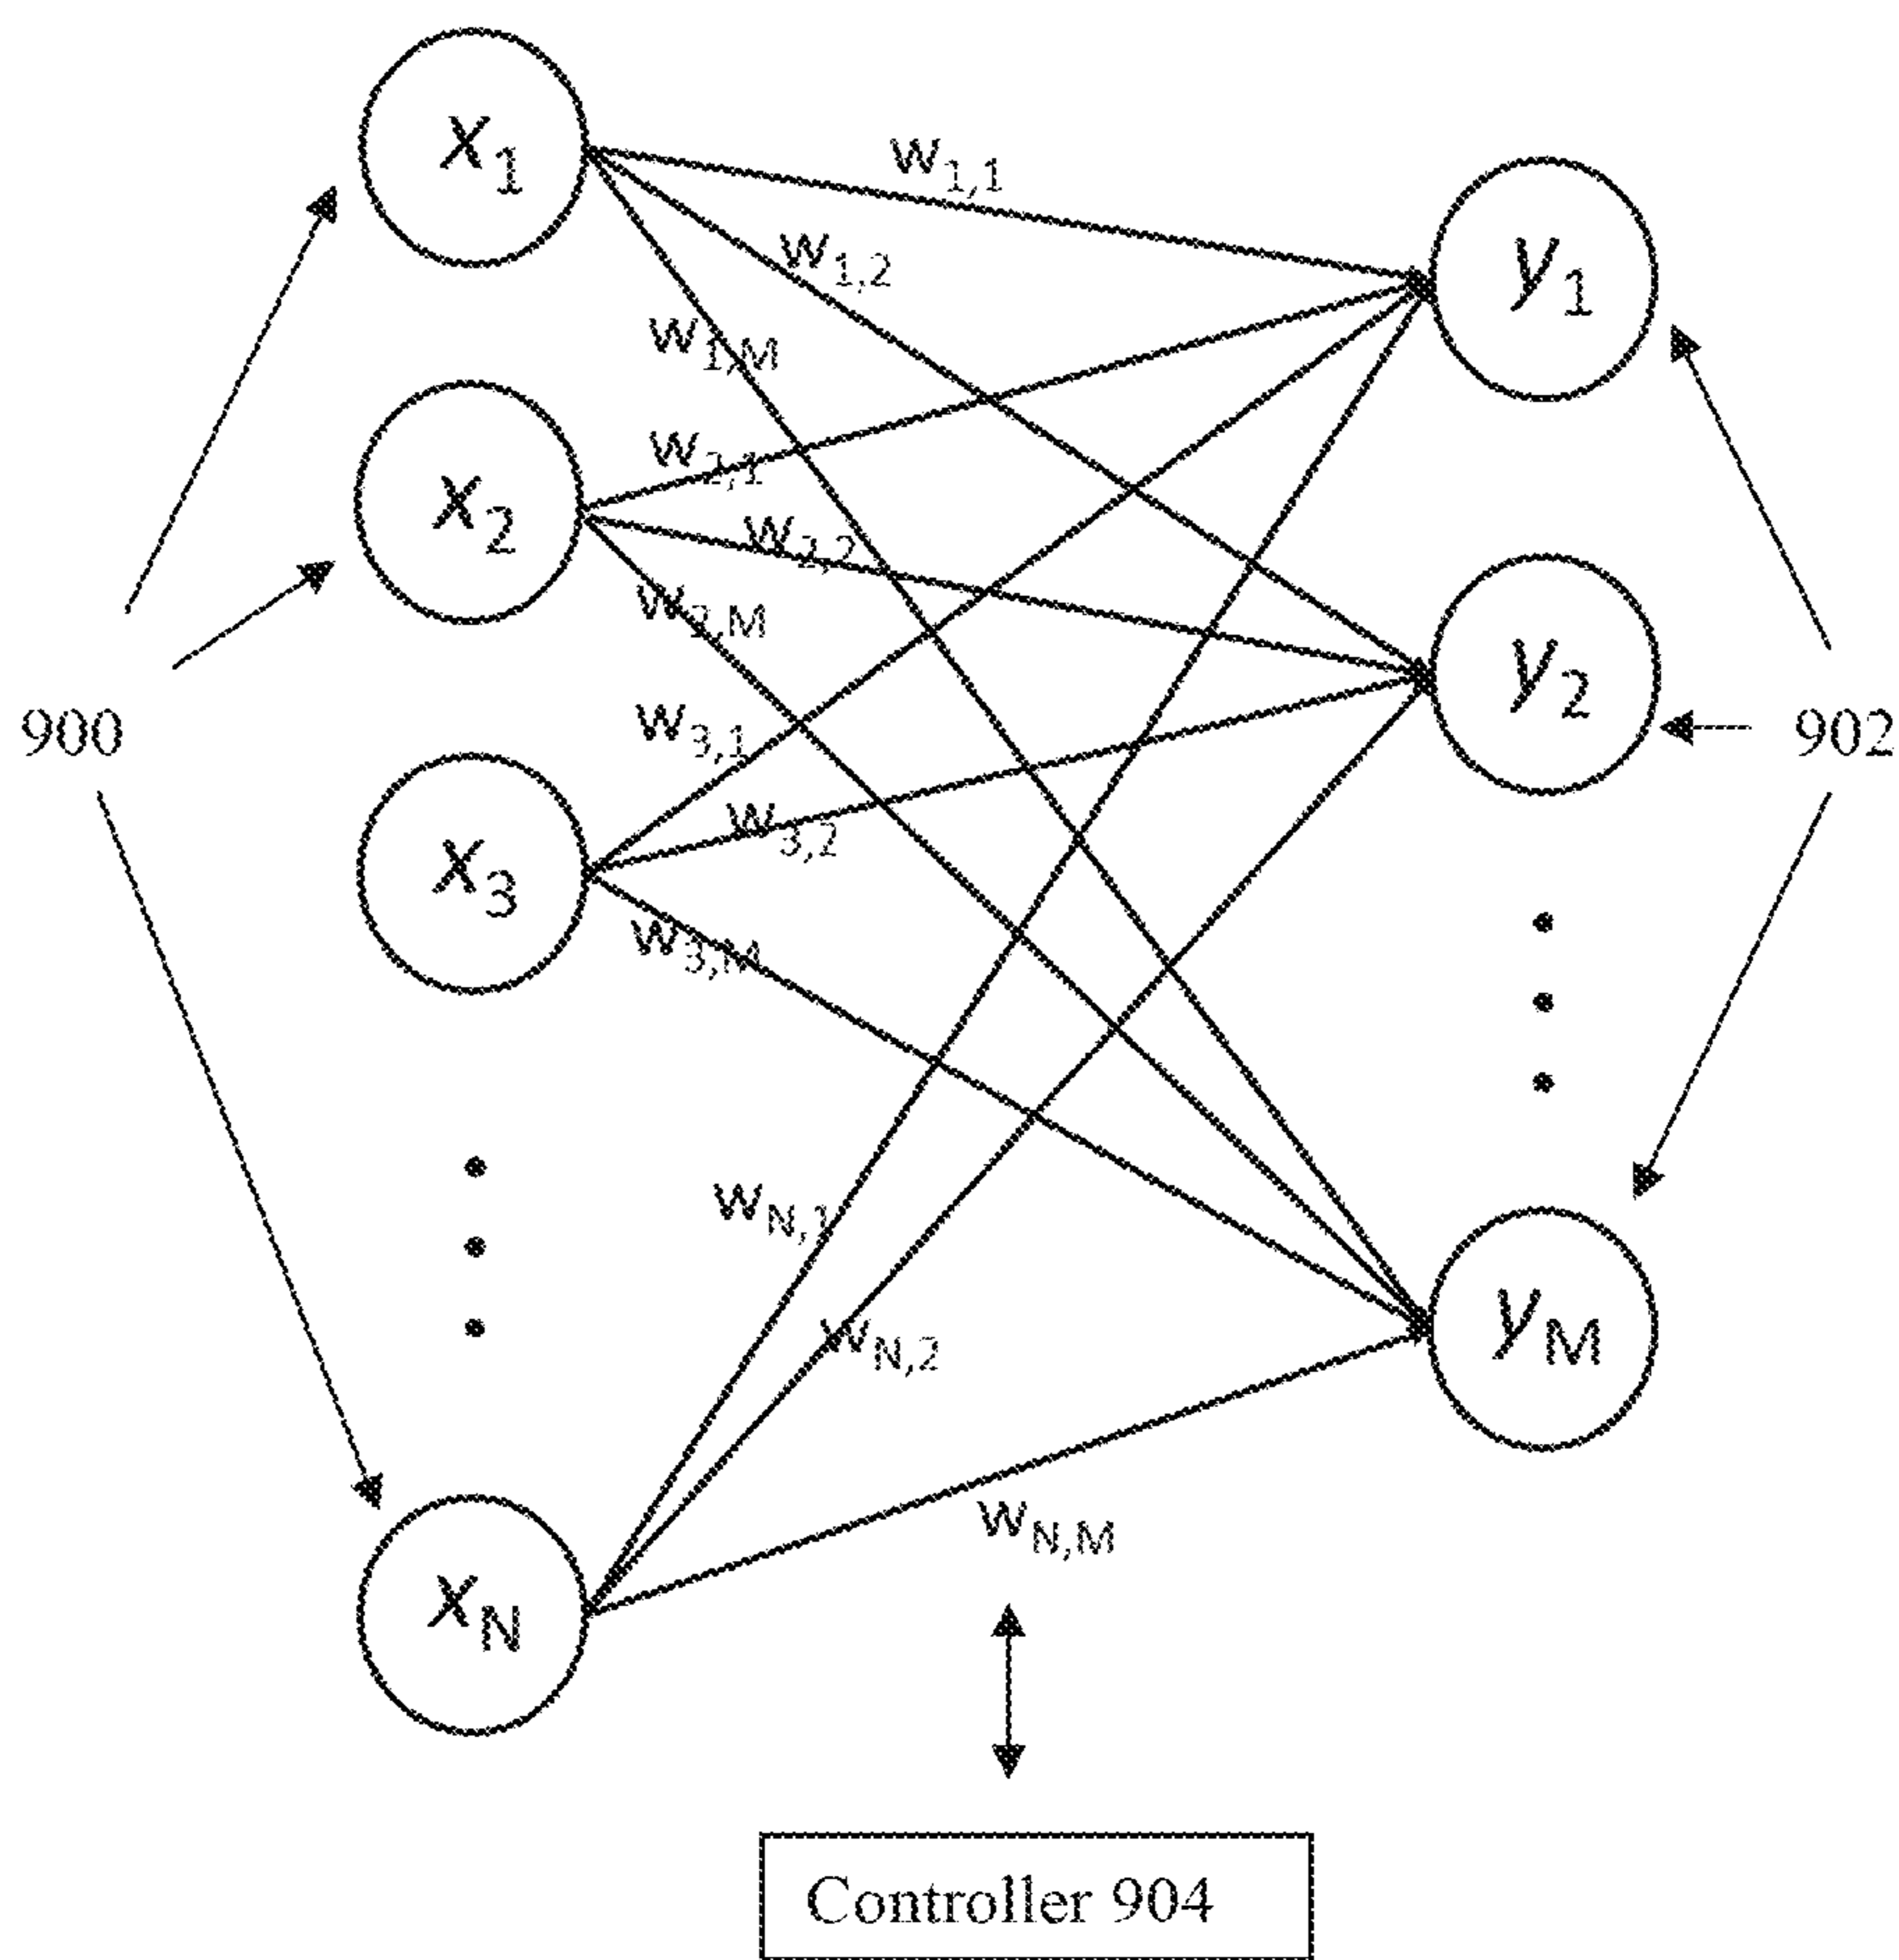 x1
w1,1
w1,2
y1
w1,M
w2,1
x2
w2,2
w2,M
y2
900
w3,1
902
w3,2
x3
w3,M
wN,1
wN,2
yM
wN,M
xN
Controller 904